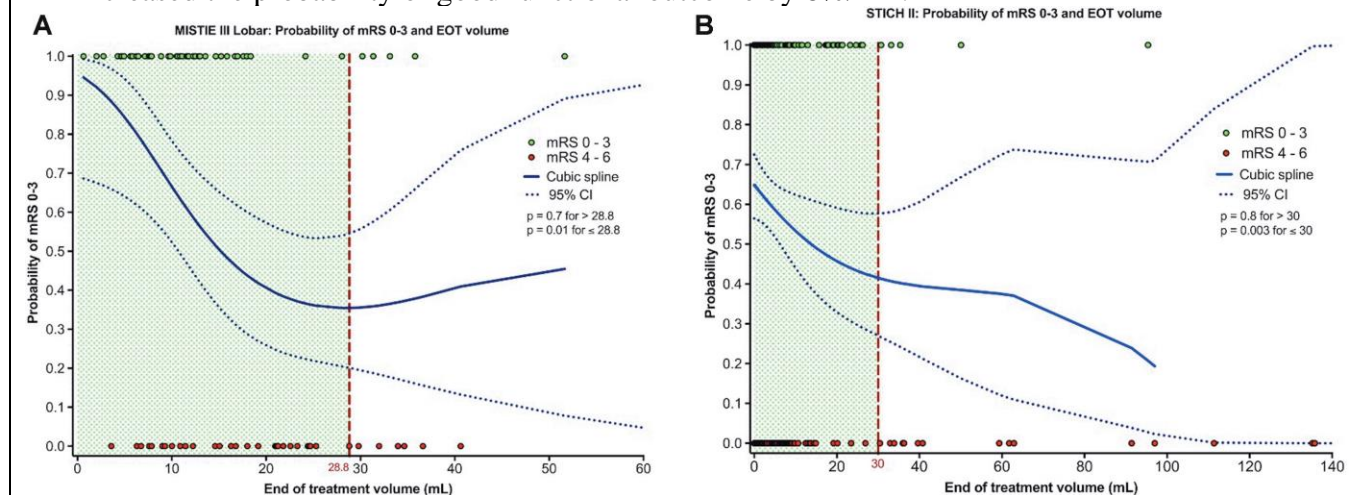 A
MISTIE III Lobar: Probability of mRS 0-3 and EOT volume
Probability of mRS 0-3
1.0
0.9
0.8
0.7
0.6
0.5
0.4
0.3
0.2
0.1
0.0
mRS 0 - 3
mRS 4 - 6
Cubic spline
95% CI
p = 0.7 for > 28.8
p = 0.01 for ≤ 28.8
0 10 20 28.8 30 40 50 60
End of treatment volume (mL)
B
STICH II: Probability of mRS 0-3 and EOT volume
Probability of mRS 0-3
1.0
0.9
0.8
0.7
0.6
0.5
0.4
0.3
0.2
0.1
0.0
mRS 0 - 3
mRS 4 - 6
Cubic spline
95% CI
p = 0.8 for > 30
p = 0.003 for ≤ 30
0 20 30 40 60 80 100 120 140
End of treatment volume (mL)